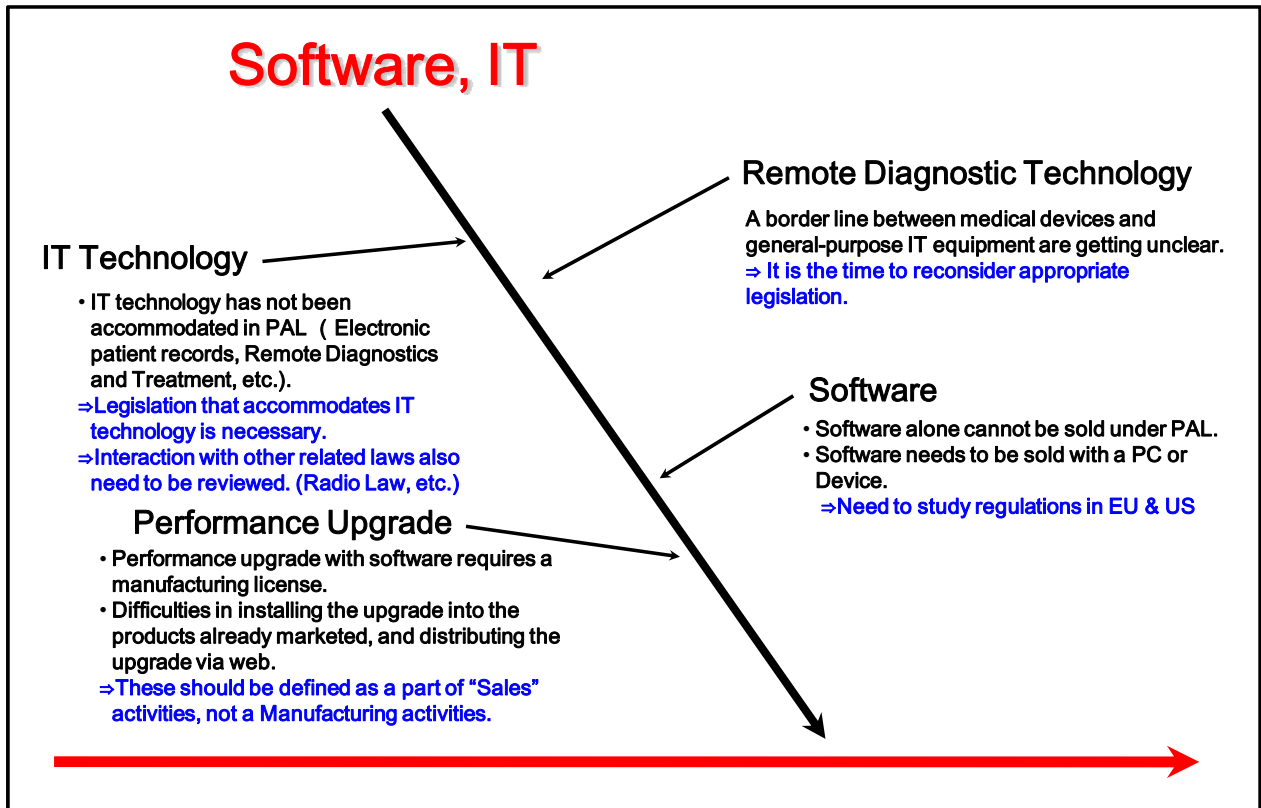 Software, IT
IT Technology
• IT technology has not been
accommodated in PAL （ Electronic
patient records, Remote Diagnostics
and Treatment, etc.).
⇒Legislation that accommodates IT
technology is necessary.
⇒Interaction with other related laws also
need to be reviewed. (Radio Law, etc.)
Performance Upgrade
• Performance upgrade with software requires a
manufacturing license.
• Difficulties in installing the upgrade into the
products already marketed, and distributing the
upgrade via web.
⇒These should be defined as a part of “Sales”
activities, not a Manufacturing activities.
Remote Diagnostic Technology
A border line between medical devices and
general-purpose IT equipment are getting unclear.
⇒ It is the time to reconsider appropriate
legislation.
Software
• Software alone cannot be sold under PAL.
• Software needs to be sold with a PC or
Device.
⇒Need to study regulations in EU & US